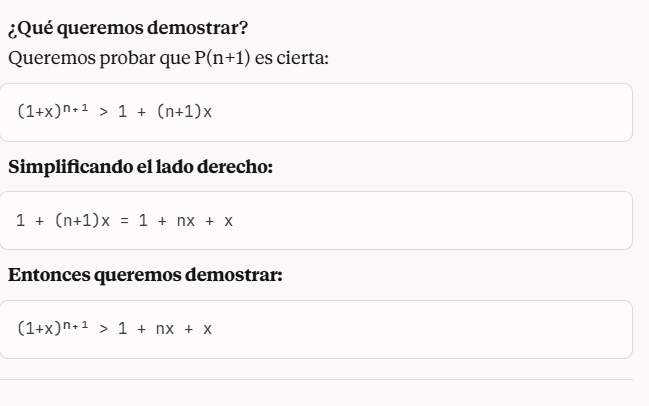 ¿Qué queremos demostrar?
Queremos probar que P(n+1) es cierta:
(1+x)ⁿ⁺¹ > 1 + (n+1)x
Simplificando el lado derecho:
1 + (n+1)x = 1 + nx + x
Entonces queremos demostrar:
(1+x)ⁿ⁺¹ > 1 + nx + x